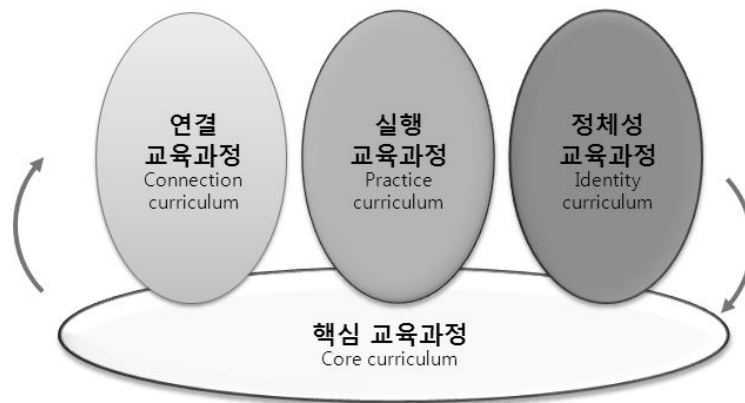 연결
교육과정
Connection
curriculum
실행
교육과정
Practice
curriculum
정체성
교육과정
Identity
curriculum
핵심 교육과정
Core curriculum